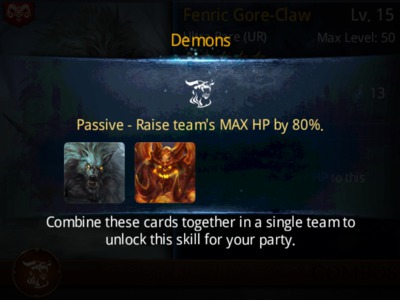 Fenric Gore-Claw Lv. 15
Demons
Rare (UR) Max Level: 50
Passive - Raise team's MAX HP by 80%.
Combine these cards together in a single team to
unlock this skill for your party.